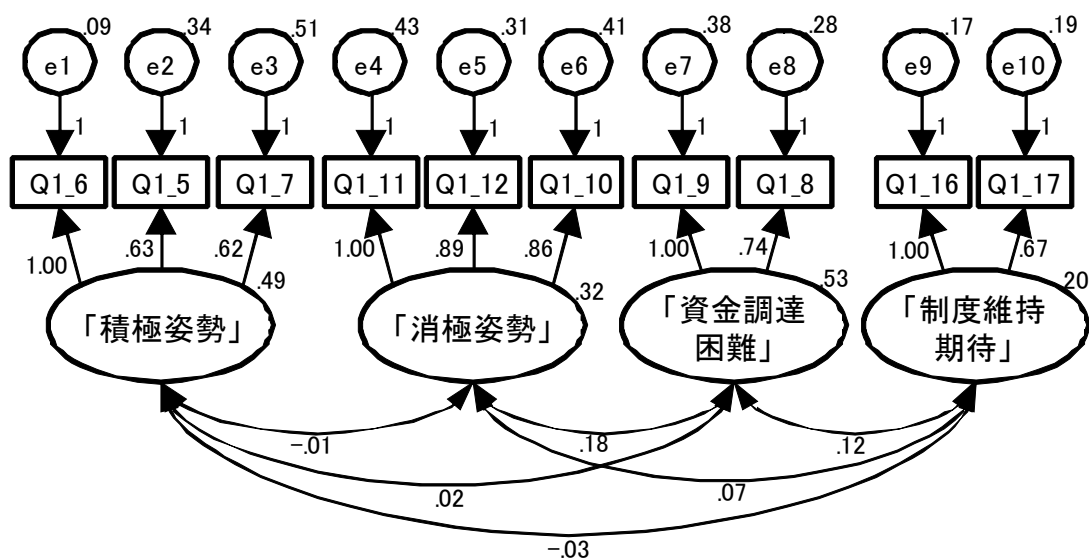 .09 .34 .51 .43 .31 .41 .38 .28 .17 .19
e1 e2 e3 e4 e5 e6 e7 e8 e9 e10
1 1 1 1 1 1 1 1 1 1
Q1_6 Q1_5 Q1_7 Q1_11 Q1_12 Q1_10 Q1_9 Q1_8 Q1_16 Q1_17
1.00 .63 .62 1.00 .89 .86 1.00 .74 1.00 .67
.49 .32 .53 .20
「積極姿勢」
「消極姿勢」
「資金調達
困難」
「制度維持
期待」
-.01 .18 .12
.02 .07
-.03